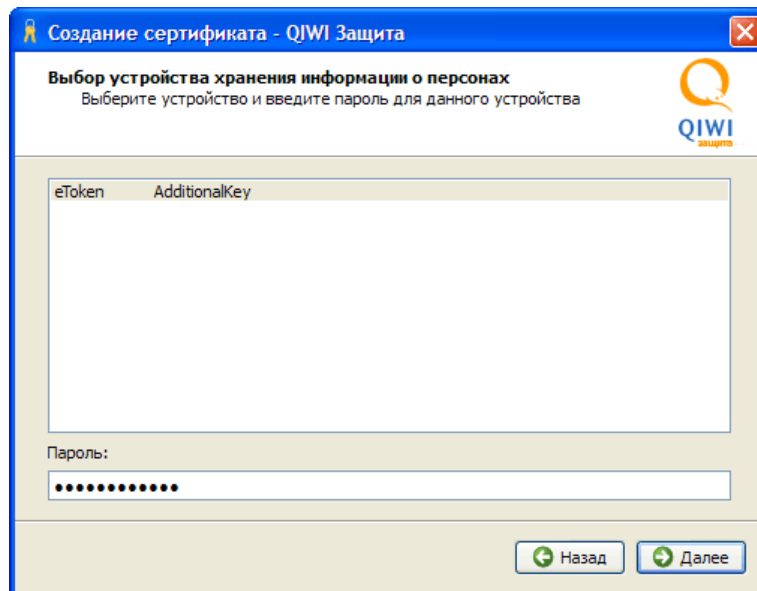 Создание сертификата - QIWI Защита
Выбор устройства хранения информации о персонах
Выберите устройство и введите пароль для данного устройства
QIWI
защита
eToken AdditionalKey
Пароль:
••••••••••••
Назад Далее